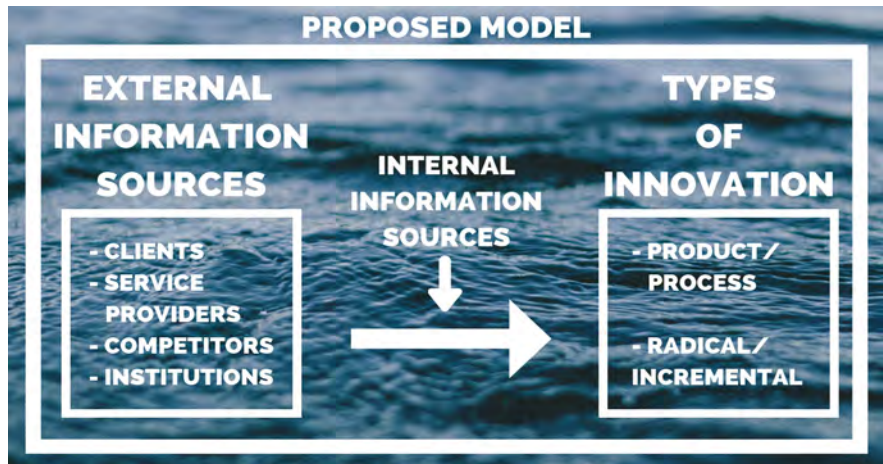 PROPOSED MODEL
EXTERNAL
INFORMATION
SOURCES
- CLIENTS
- SERVICE
PROVIDERS
- COMPETITORS
- INSTITUTIONS
INTERNAL
INFORMATION
SOURCES
TYPES
OF
INNOVATION
- PRODUCT/
PROCESS
- RADICAL/
INCREMENTAL